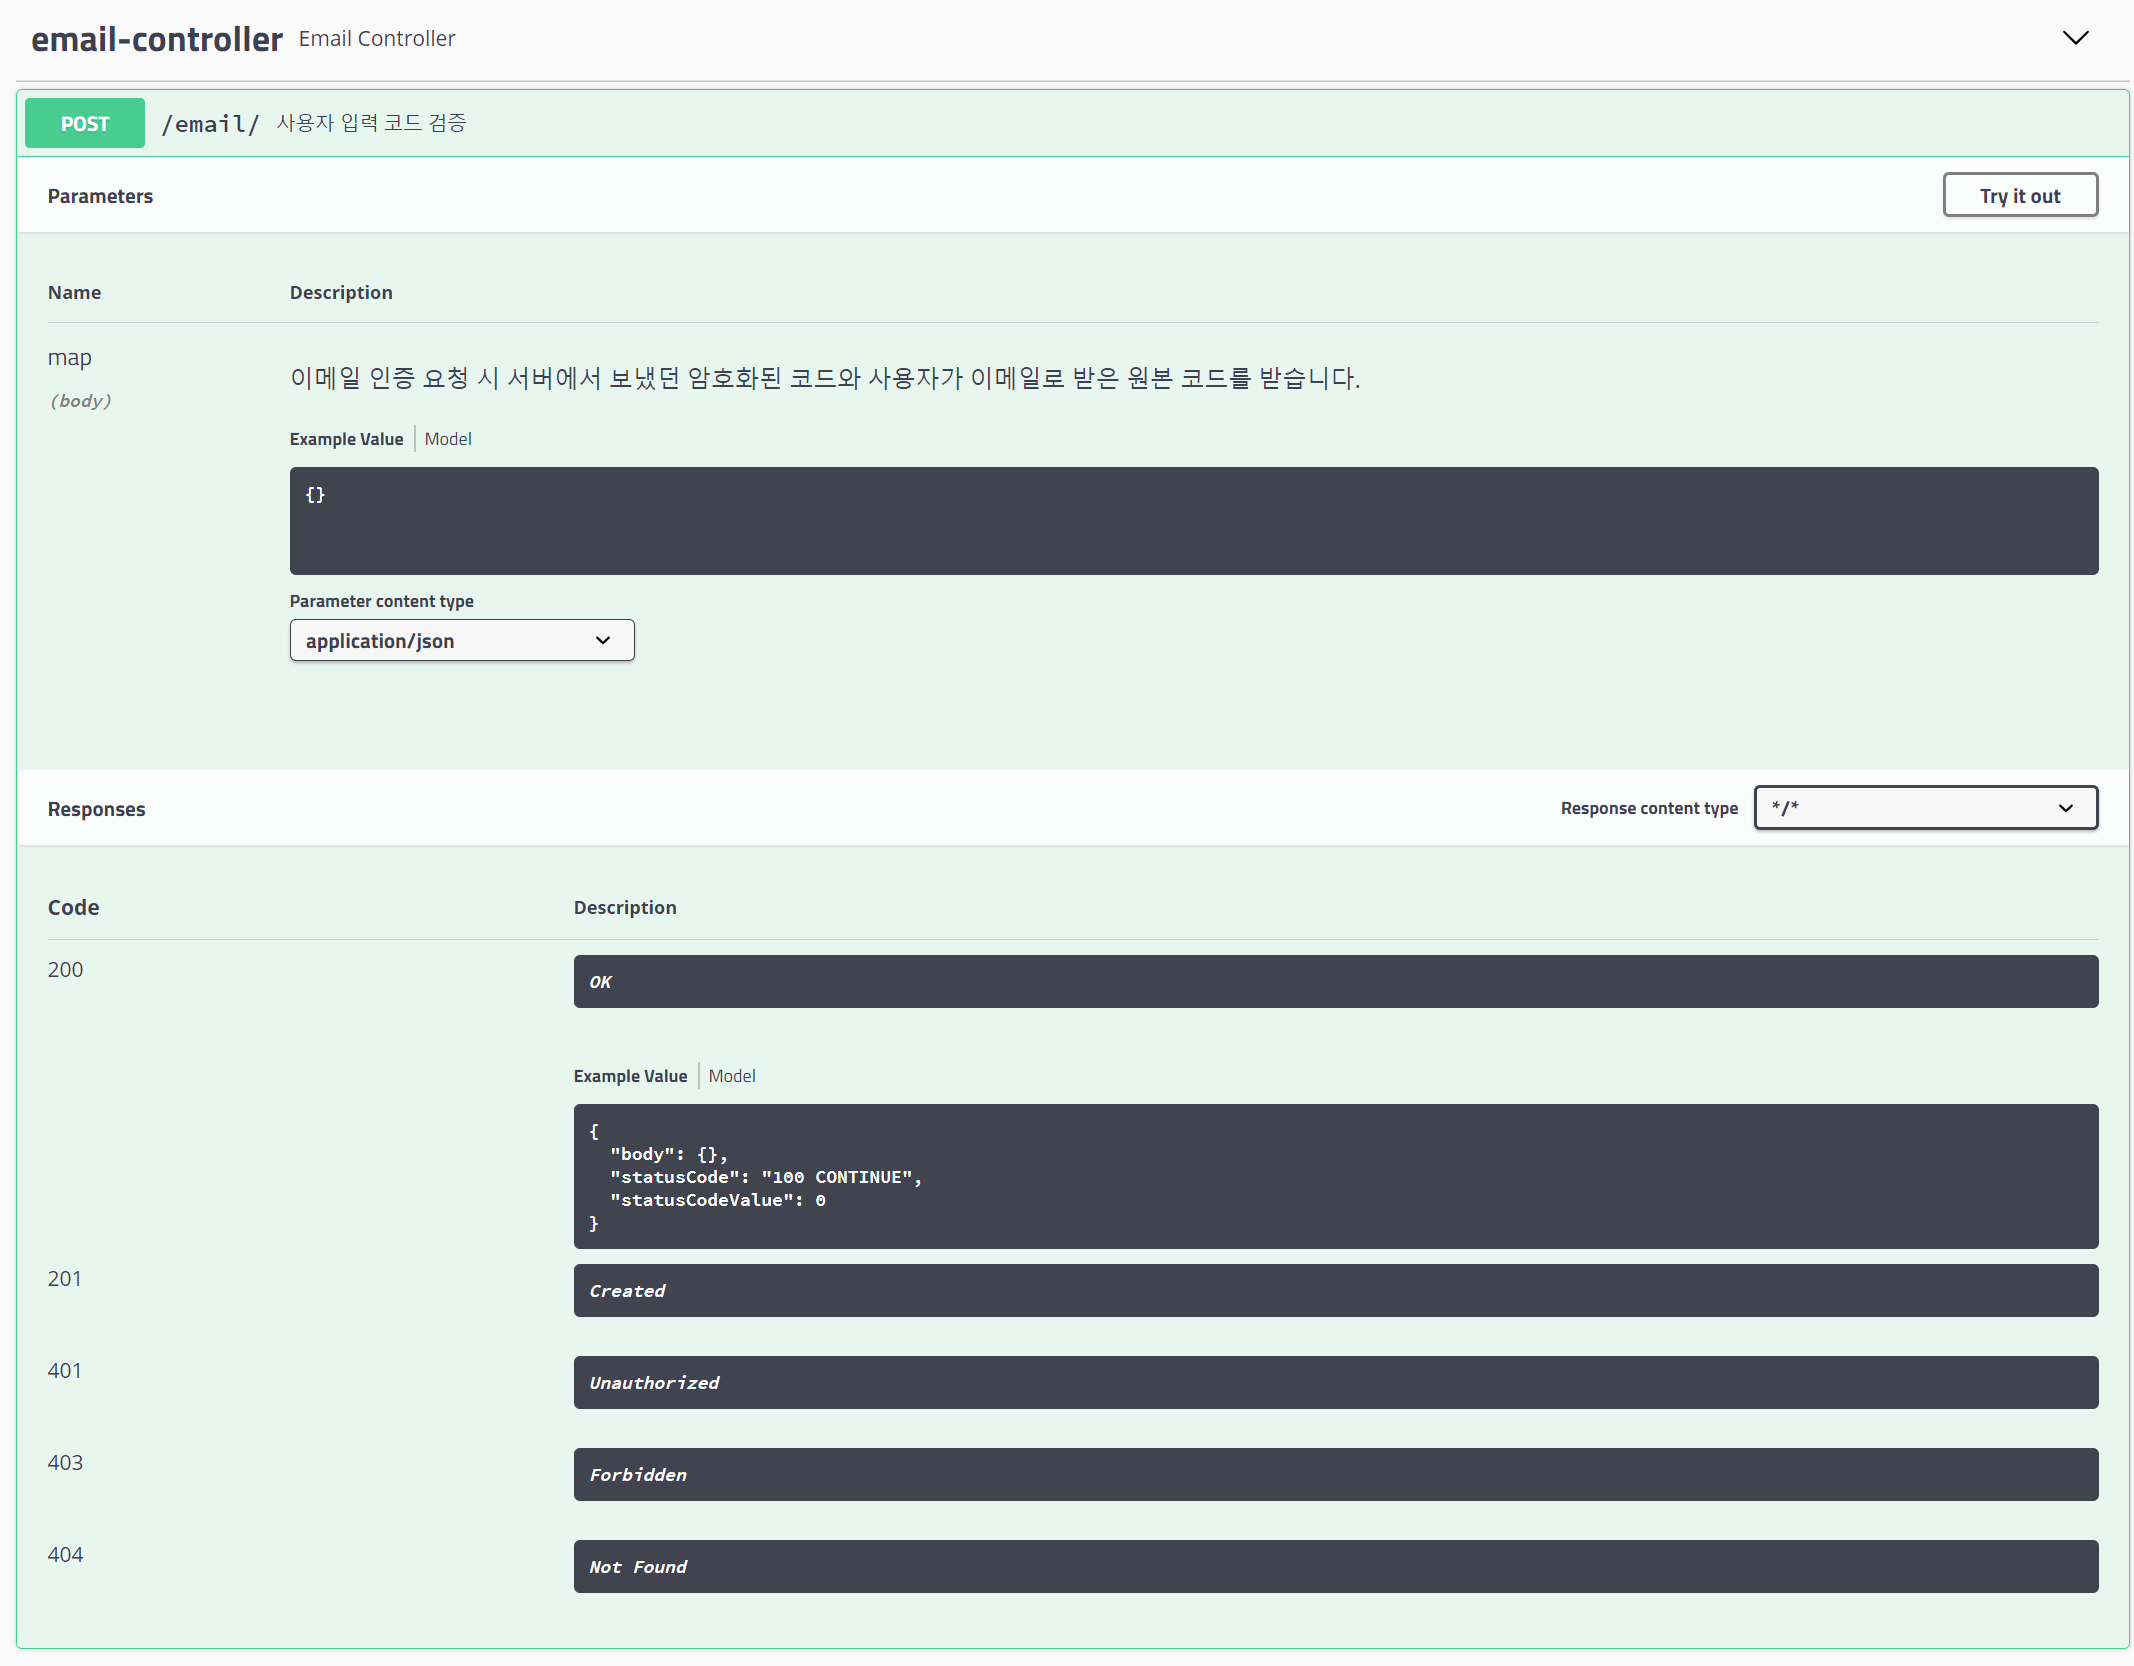 email-controller Email Controller
POST /email/ 사용자 입력 코드 검증
Parameters Try it out
Name Description
map
(body)
이메일 인증 요청 시 서버에서 보냈던 암호화된 코드와 사용자가 이메일로 받은 원본 코드를 받습니다.
Example Value Model
{}
Parameter content type
application/json
Responses Response content type */*
Code Description
200 OK
Example Value Model
{
  "body": {},
  "statusCode": "100 CONTINUE",
  "statusCodeValue": 0
}
201 Created
401 Unauthorized
403 Forbidden
404 Not Found